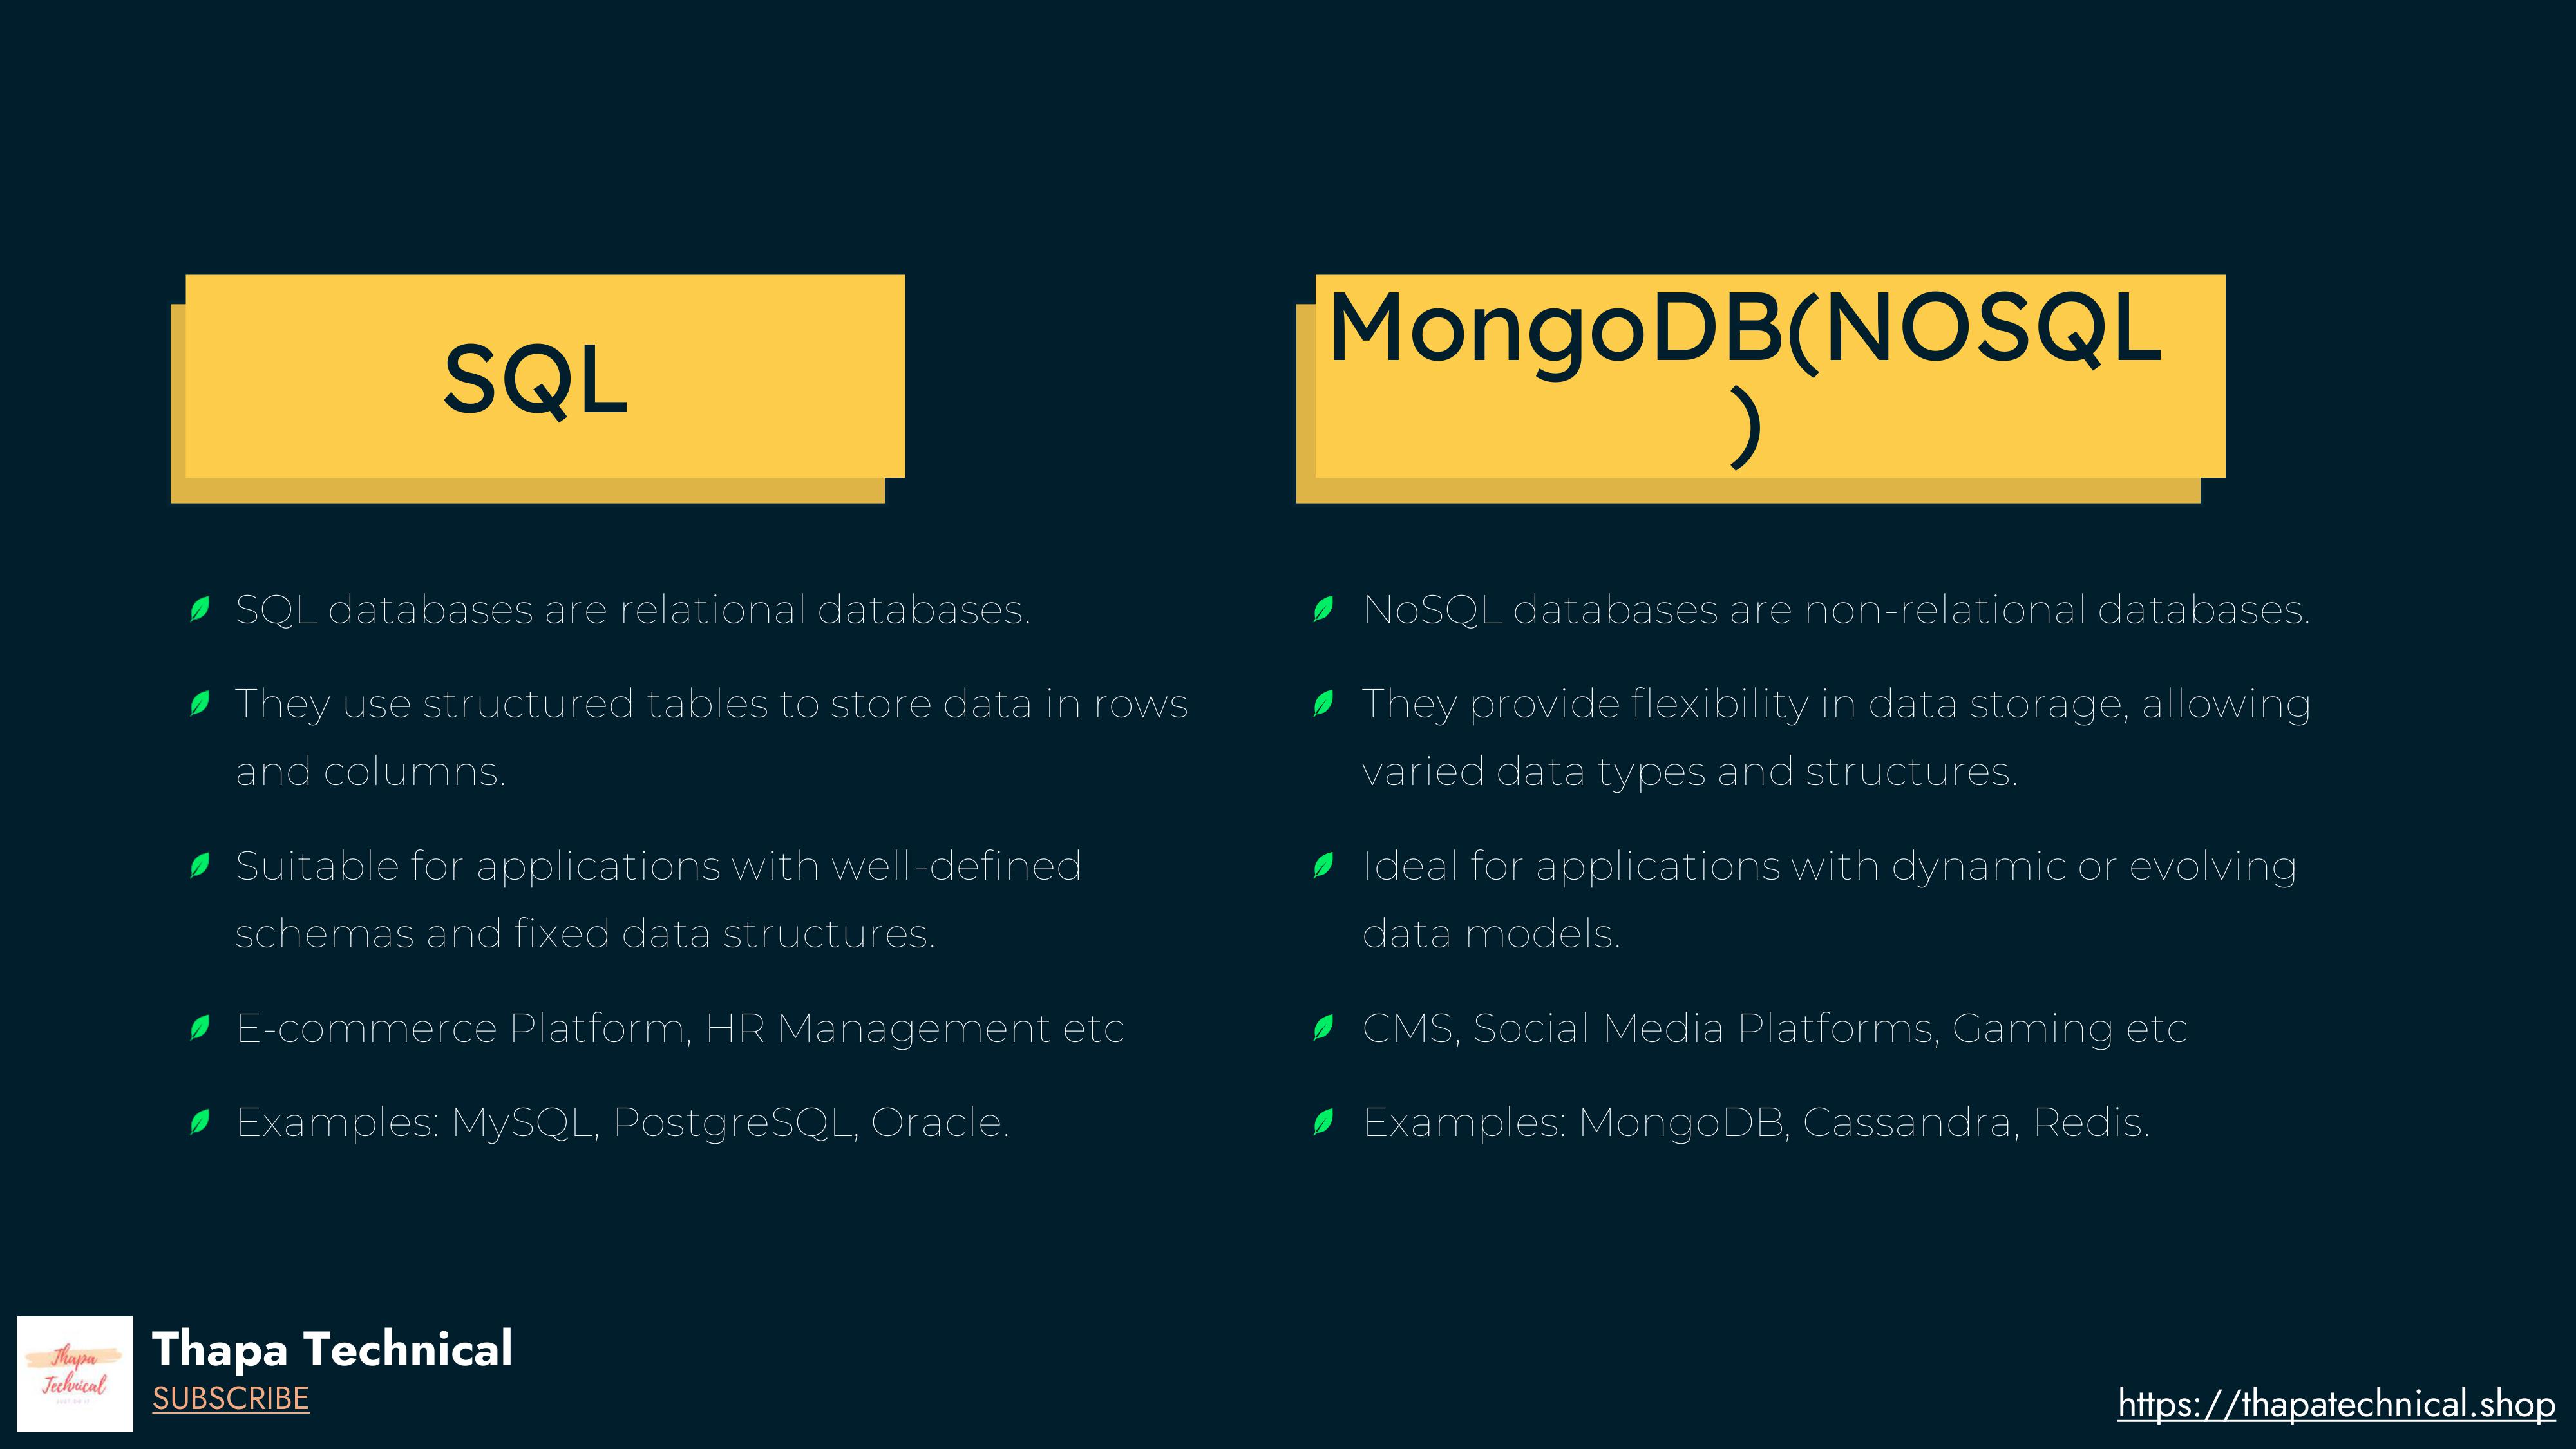 SQL
SQL databases are relational databases.
They use structured tables to store data in rows
and columns.
Suitable for applications with well-defined
schemas and fixed data structures.
E-commerce Platform, HR Management etc
Examples: MySQL, PostgreSQL, Oracle.
MongoDB(NOSQL
)
NoSQL databases are non-relational databases.
They provide flexibility in data storage, allowing
varied data types and structures.
Ideal for applications with dynamic or evolving
data models.
CMS, Social Media Platforms, Gaming etc
Examples: MongoDB, Cassandra, Redis.
Thapa
Technical
Thapa Technical
SUBSCRIBE
https://thapatechnical.shop